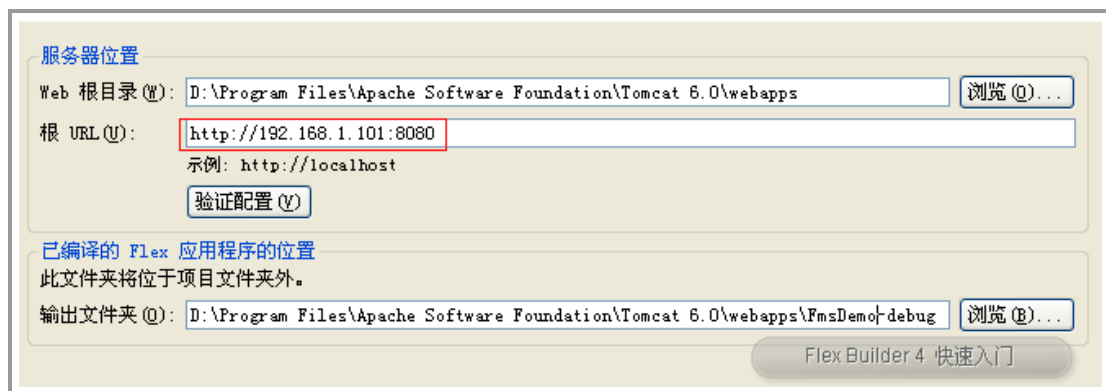 服务器位置
Web 根目录(W): D:\Program Files\Apache Software Foundation\Tomcat 6.0\webapps 浏览(O)...
根 URL(U): http://192.168.1.101:8080
示例: http://localhost
验证配置(V)
已编译的 Flex 应用程序的位置
此文件夹将位于项目文件夹外。
输出文件夹(O): D:\Program Files\Apache Software Foundation\Tomcat 6.0\webapps\FmsDemo-debug 浏览(R)...
Flex Builder 4 快速入门